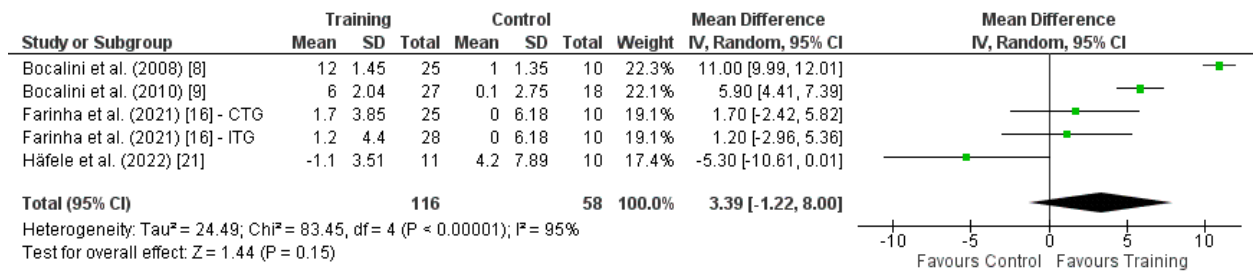 Training Control Mean Difference Mean Difference
Study or Subgroup Mean SD Total Mean SD Total Weight IV, Random, 95% CI IV, Random, 95% CI
Bocalini et al. (2008) [8] 12 1.45 25 1 1.35 10 22.3% 11.00 [9.99, 12.01]
Bocalini et al. (2010) [9] 6 2.04 27 0.1 2.75 18 22.1% 5.90 [4.41, 7.39]
Farinha et al. (2021) [16] - CTG 1.7 3.85 25 0 6.18 10 19.1% 1.70 [-2.42, 5.82]
Farinha et al. (2021) [16] - ITG 1.2 4.4 28 0 6.18 10 19.1% 1.20 [-2.96, 5.36]
Häfele et al. (2022) [21] -1.1 3.51 11 4.2 7.89 10 17.4% -5.30 [-10.61, 0.01]
Total (95% CI) 116 58 100.0% 3.39 [-1.22, 8.00]
Heterogeneity: Tau² = 24.49; Chi² = 83.45, df = 4 (P < 0.00001); I² = 95%
Test for overall effect: Z = 1.44 (P = 0.15)
-10 -5 0 5 10
Favours Control Favours Training